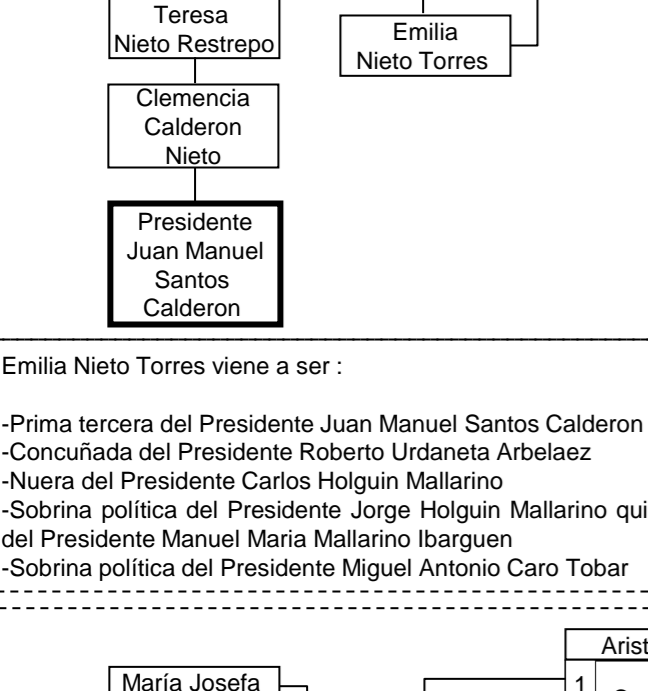 Teresa
Nieto Restrepo
Emilia
Nieto Torres
Clemencia
Calderon
Nieto
Presidente
Juan Manuel
Santos
Calderon
Emilia Nieto Torres viene a ser :
-Prima tercera del Presidente Juan Manuel Santos Calderon
-Concuñada del Presidente Roberto Urdaneta Arbelaez
-Nuera del Presidente Carlos Holguin Mallarino
-Sobrina política del Presidente Jorge Holguin Mallarino qui
del Presidente Manuel Maria Mallarino Ibarguen
-Sobrina política del Presidente Miguel Antonio Caro Tobar
Arist
María Josefa
1